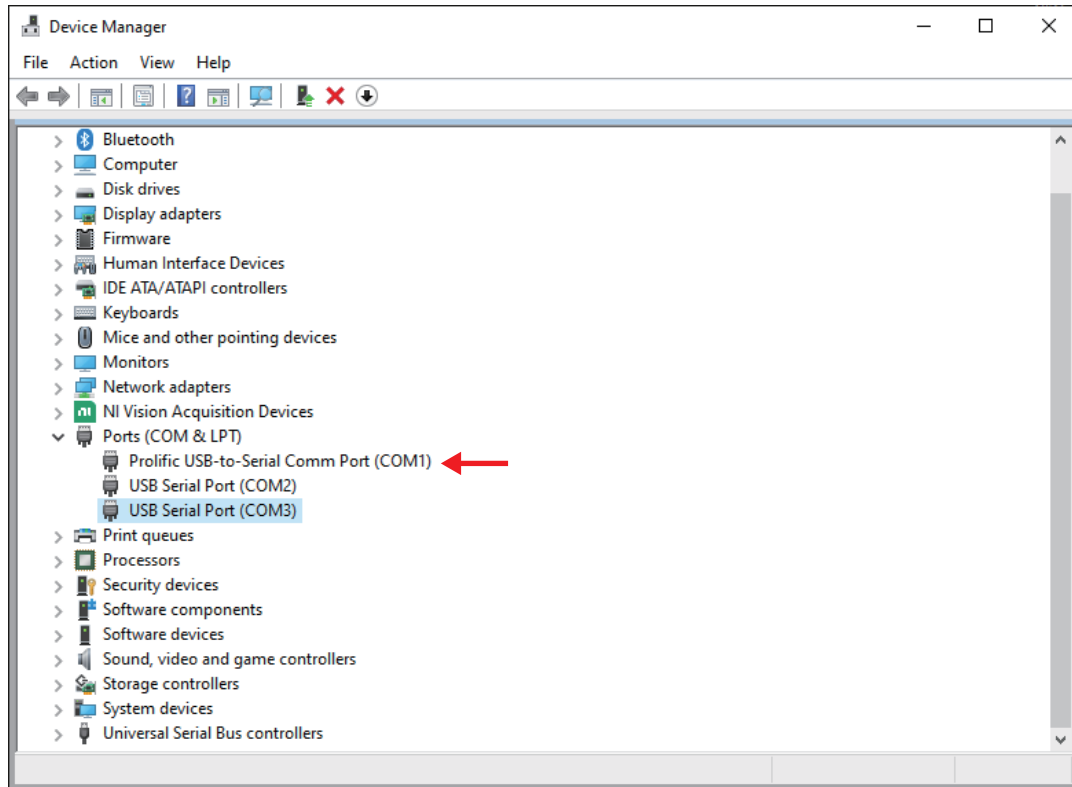 Device Manager
File Action View Help
Bluetooth
Computer
Disk drives
Display adapters
Firmware
Human Interface Devices
IDE ATA/ATAPI controllers
Keyboards
Mice and other pointing devices
Monitors
Network adapters
NI Vision Acquisition Devices
Ports (COM & LPT)
Prolific USB-to-Serial Comm Port (COM1)
USB Serial Port (COM2)
USB Serial Port (COM3)
Print queues
Processors
Security devices
Software components
Software devices
Sound, video and game controllers
Storage controllers
System devices
Universal Serial Bus controllers